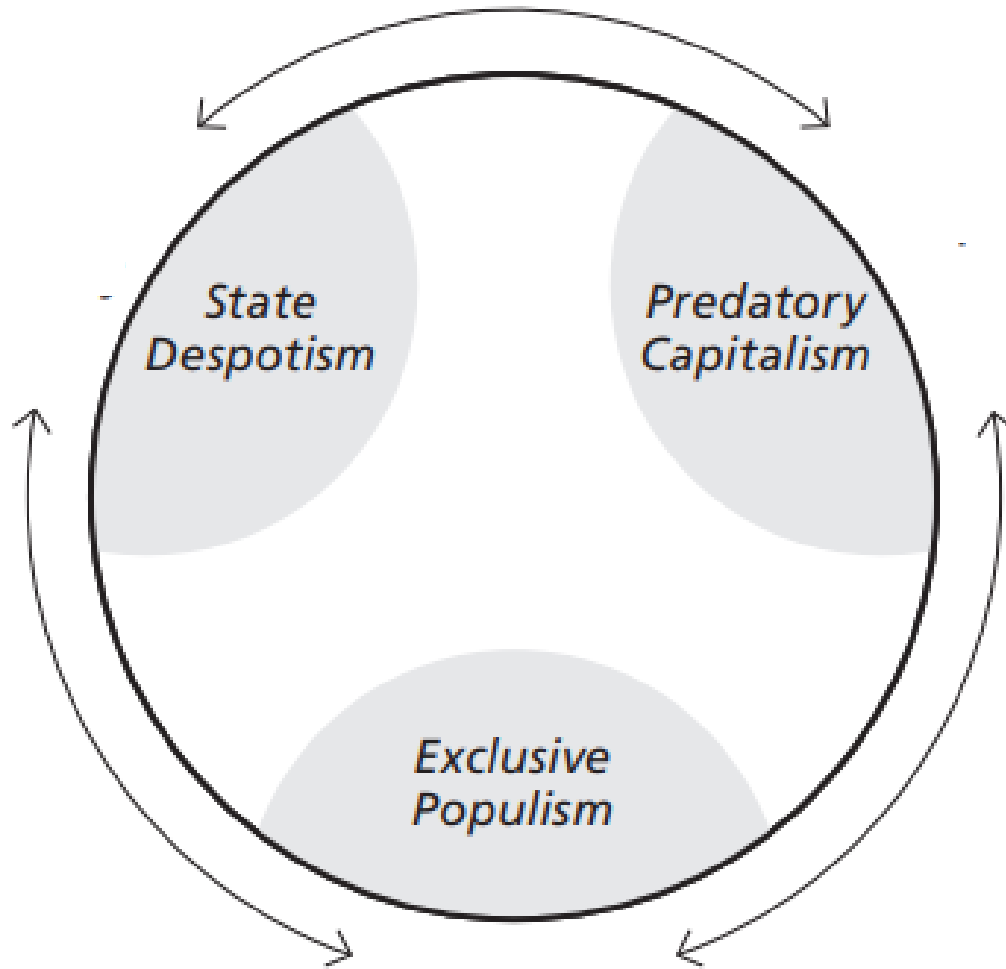 State
Despotism
Predatory
Capitalism
Exclusive
Populism